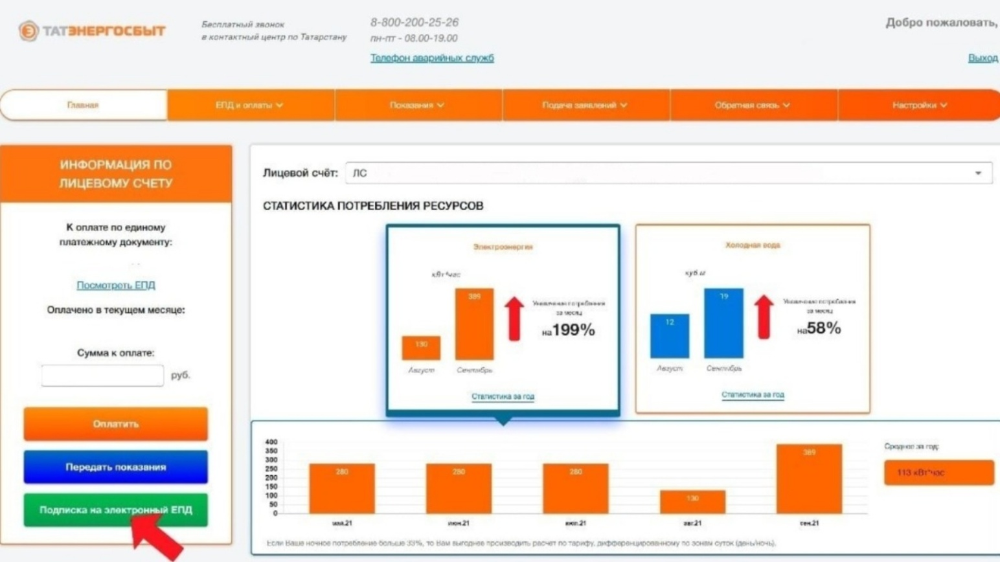 ТАТЭНЕРГОСБЫТ
Бесплатный звонок
в контактный центр по Татарстану
8-800-200-25-26
пн-пт - 08.00-19.00
Телефон аварийных служб
Добро пожаловать,
Выход
Главная
ЕПД и оплаты
Показания
Подача заявлений
Обратная связь
Настройки
ИНФОРМАЦИЯ ПО
ЛИЦЕВОМУ СЧЕТУ
К оплате по единому
платежному документу:
Посмотреть ЕПД
Оплачено в текущем месяце:
Сумма к оплате:
руб.
Оплатить
Передать показания
Подписка на электронный ЕПД
Лицевой счёт:
ЛС
СТАТИСТИКА ПОТРЕБЛЕНИЯ РЕСУРСОВ
Электроэнергия
кВт*час
389
130
Август
Сентябрь
Увеличение потребления
за месяц
на199%
Статистика за год
Холодная вода
куб.м
19
12
Август
Сентябрь
Увеличение потребления
за месяц
на58%
Статистика за год
400
350
300
250
200
150
100
50
0
280
280
280
130
389
май.21
июн.21
июл.21
авг.21
сен.21
Среднее за год:
113 кВт*час
Если Ваше ночное потребление больше 33%, то Вам выгоднее производить расчет по тарифу, дифференцированному по зонам суток (день/ночь).